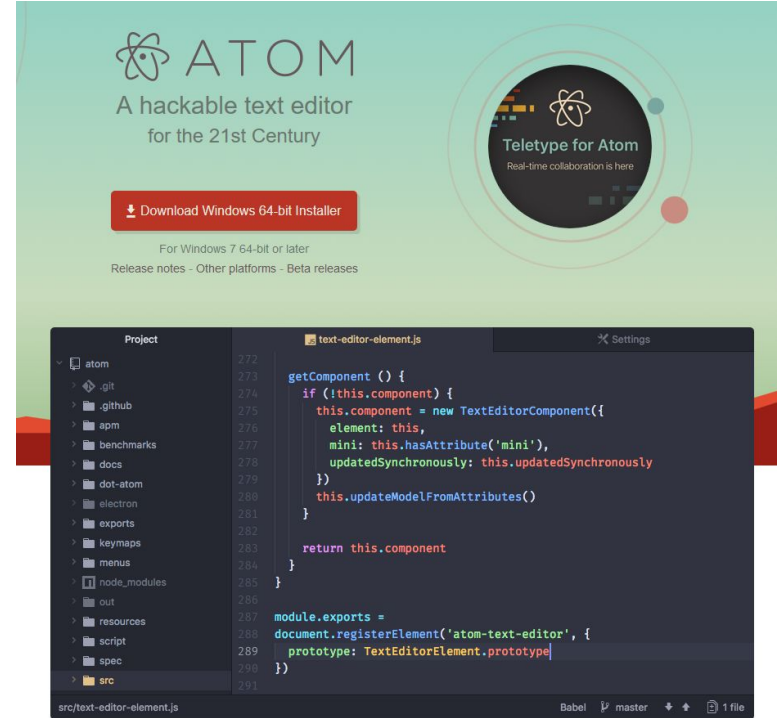 ATOM
A hackable text editor
for the 21st Century
Download Windows 64-bit Installer
For Windows 7 64-bit or later
Release notes - Other platforms - Beta releases
Teletype for Atom
Real-time collaboration is here
Project
atom
.git
.github
apm
benchmarks
docs
dot-atom
electron
exports
keymaps
menus
node_modules
out
resources
script
spec
src
text-editor-element.js
Settings
272
273 getComponent () {
274 if (!this.component) {
275 this.component = new TextEditorComponent({
276 element: this,
277 mini: this.hasAttribute('mini'),
278 updatedSynchronously: this.updatedSynchronously
279 })
280 this.updateModelFromAttributes()
281 }
282
283 return this.component
284 }
285 }
286
287 module.exports =
288 document.registerElement('atom-text-editor', {
289 prototype: TextEditorElement.prototype
290 })
291
src/text-editor-element.js
Babel master 1 file